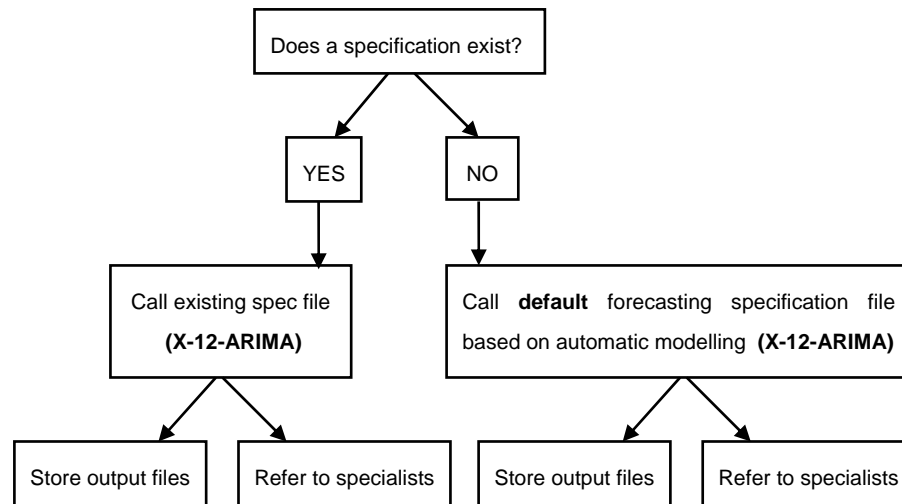 Does a specification exist?
YES
NO
Call existing spec file
(X-12-ARIMA)
Call default forecasting specification file
based on automatic modelling (X-12-ARIMA)
Store output files
Refer to specialists
Store output files
Refer to specialists